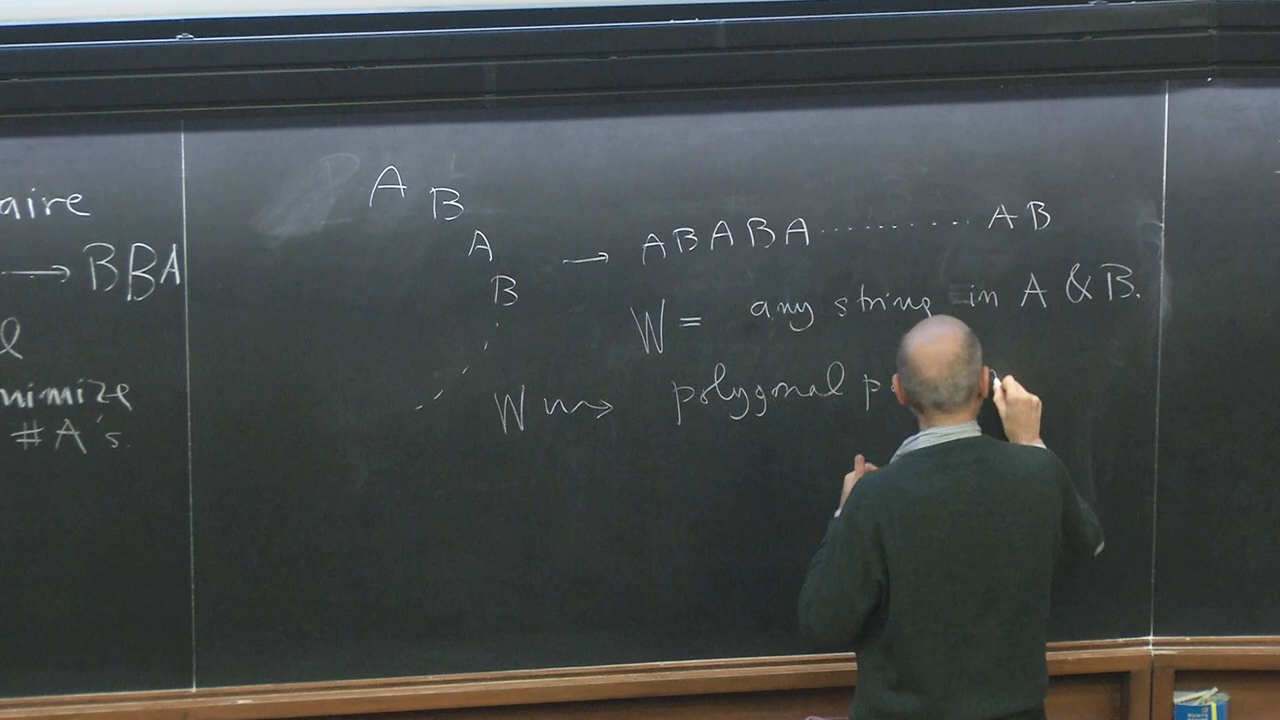 aire
→ BBA
nimize
#A's.
A
B
A
B
→ ABABA ......... AB
W = any string in A & B.
W ⇝ polygonal p